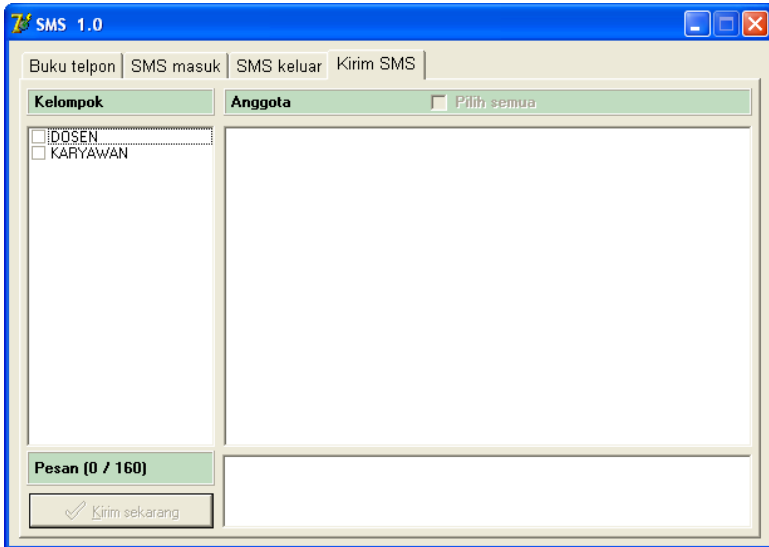 SMS 1.0
Buku telpon SMS masuk SMS keluar Kirim SMS
Kelompok Anggota Pilih semua
DOSEN
KARYAWAN
Pesan (0 / 160)
Kirim sekarang